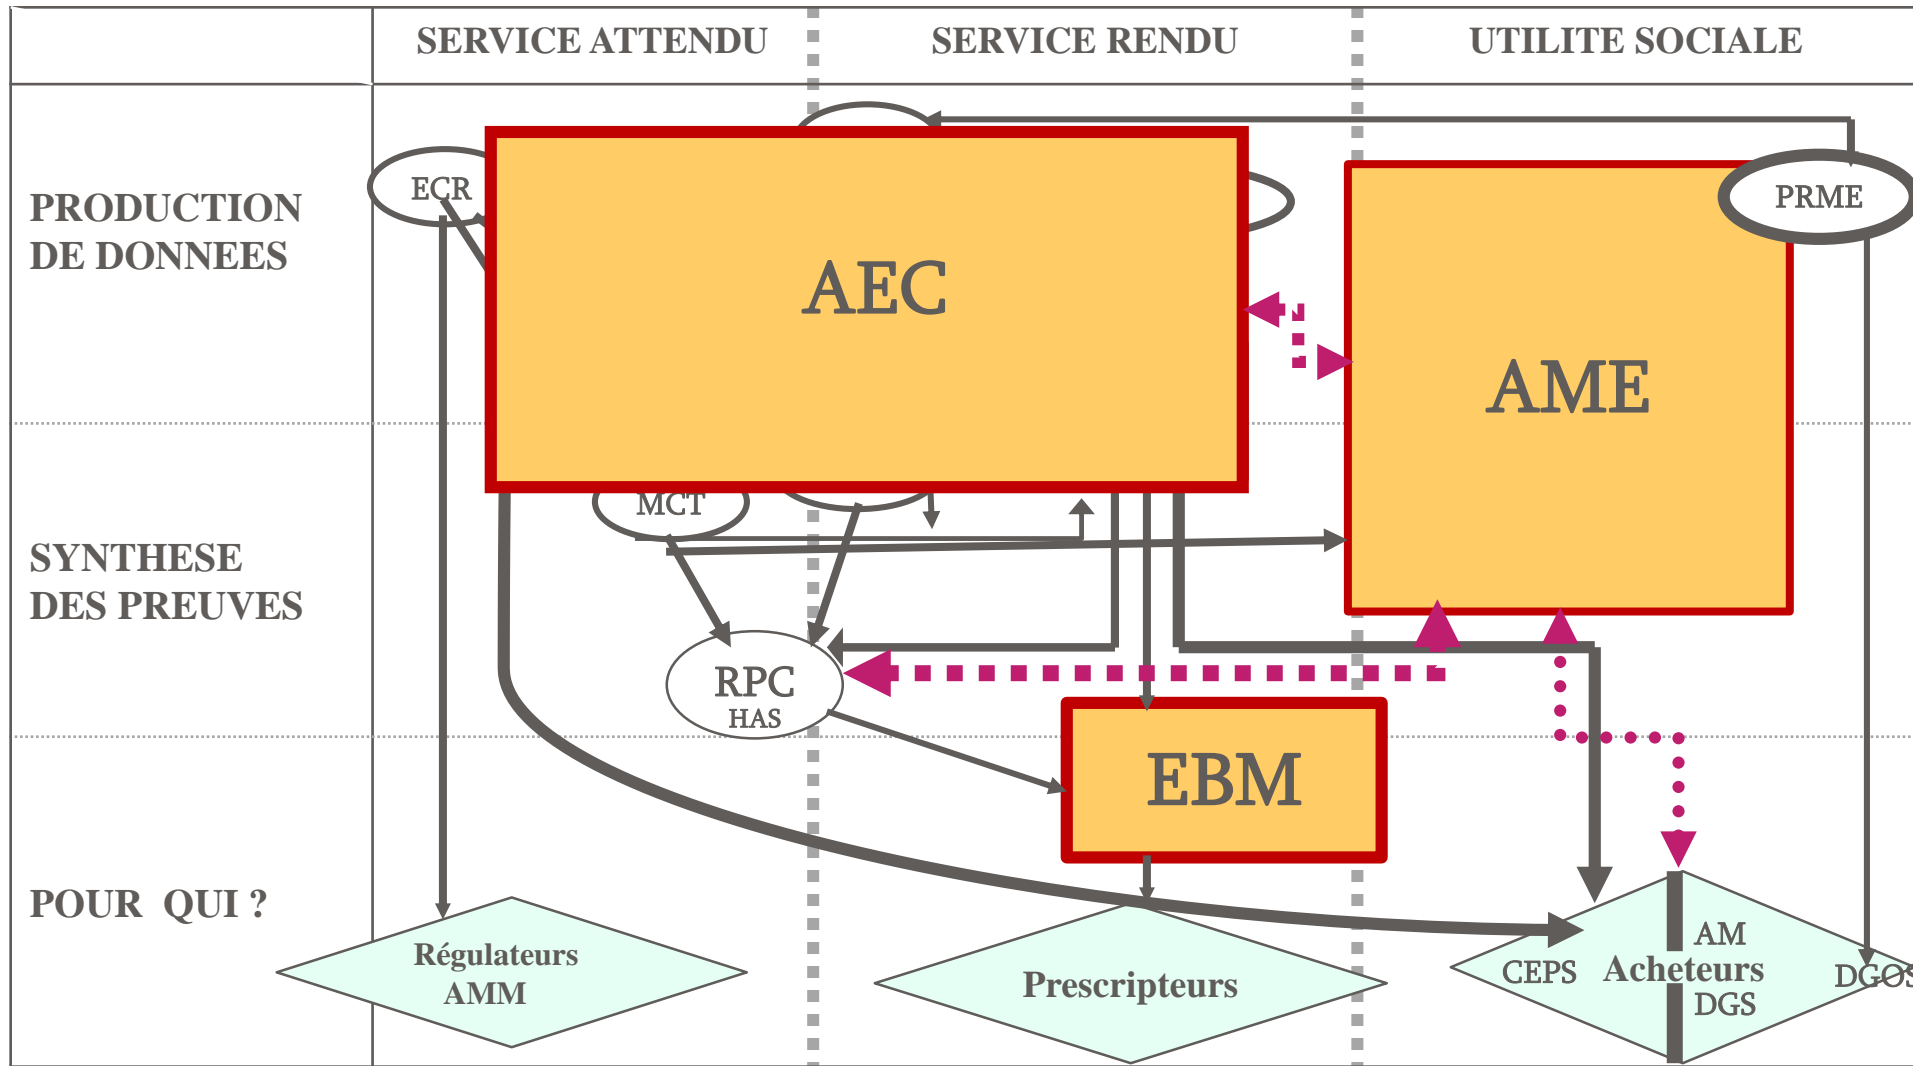 SERVICE ATTENDU
SERVICE RENDU
UTILITE SOCIALE
PRODUCTION
DE DONNEES
ECR
AEC
AME
PRME
SYNTHESE
DES PREUVES
MCT
RPC
HAS
EBM
POUR QUI ?
Régulateurs
AMM
Prescripteurs
CEPS
AM
Acheteurs
DGS
DGOS